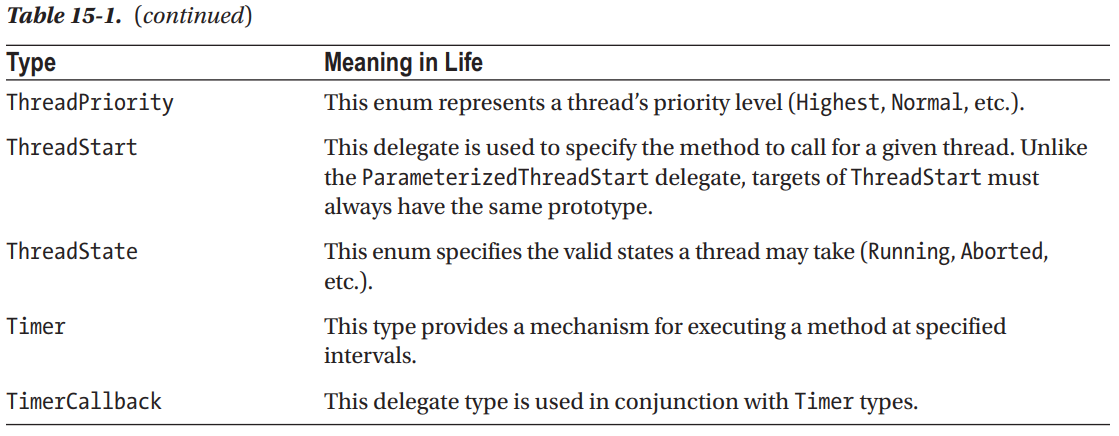 Table 15-1. (continued)
Type Meaning in Life
ThreadPriority This enum represents a thread’s priority level (Highest, Normal, etc.).
ThreadStart This delegate is used to specify the method to call for a given thread. Unlike
the ParameterizedThreadStart delegate, targets of ThreadStart must
always have the same prototype.
ThreadState This enum specifies the valid states a thread may take (Running, Aborted,
etc.).
Timer This type provides a mechanism for executing a method at specified
intervals.
TimerCallback This delegate type is used in conjunction with Timer types.